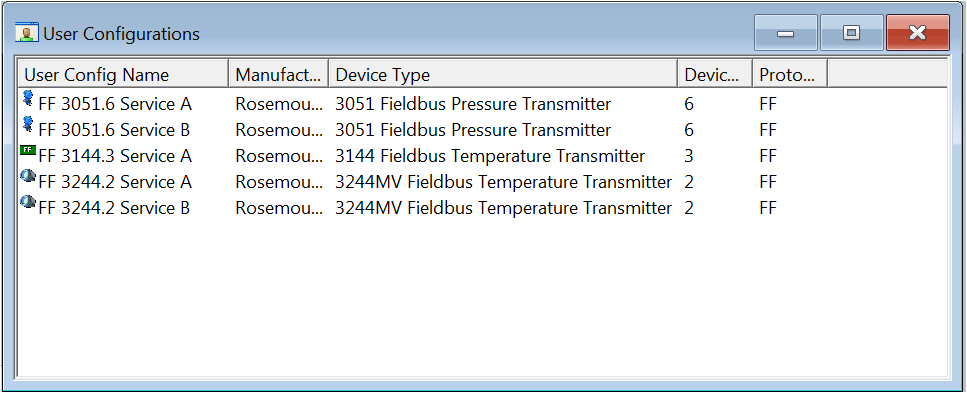 User Configurations
User Config Name Manufact... Device Type Devic... Proto...
FF 3051.6 Service A Rosemou... 3051 Fieldbus Pressure Transmitter 6 FF
FF 3051.6 Service B Rosemou... 3051 Fieldbus Pressure Transmitter 6 FF
FF FF 3144.3 Service A Rosemou... 3144 Fieldbus Temperature Transmitter 3 FF
FF 3244.2 Service A Rosemou... 3244MV Fieldbus Temperature Transmitter 2 FF
FF 3244.2 Service B Rosemou... 3244MV Fieldbus Temperature Transmitter 2 FF